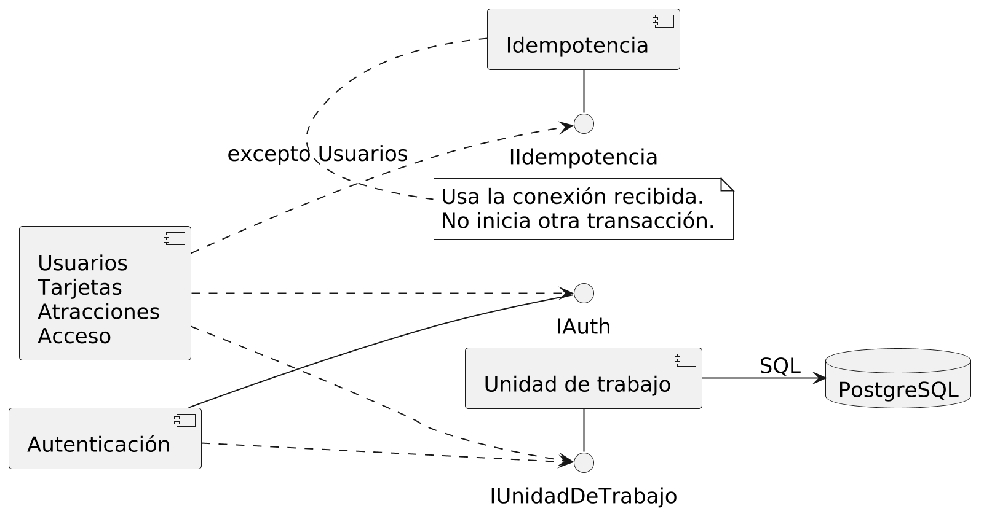 Idempotencia
excepto Usuarios
IIdempotencia
Usa la conexión recibida.
No inicia otra transacción.
Usuarios
Tarjetas
Atracciones
Acceso
IAuth
Unidad de trabajo
SQL
PostgreSQL
Autenticación
IUnidadDeTrabajo